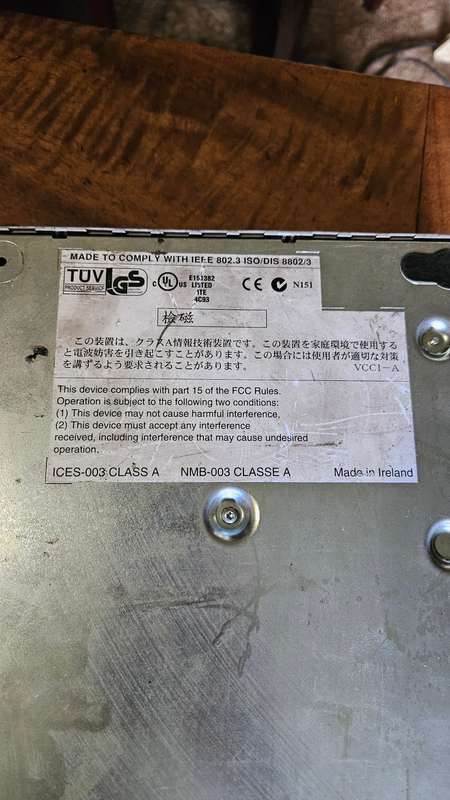 MADE TO COMPLY WITH IEEE 802.3 ISO/DIS 8802/3
TÜV
PRODUCT SERVICE
GS
c UL US E151382
LISTED
ITE
4C93
CE N151
檢磁
この装置は、クラスA情報技術装置です。この装置を家庭環境で使用する
と電波妨害を引き起こすことがあります。この場合には使用者が適切な対策
を講ずるよう要求されることがあります。
VCCI-A
This device complies with part 15 of the FCC Rules.
Operation is subject to the following two conditions:
(1) This device may not cause harmful interference,
(2) This device must accept any interference
received, including interference that may cause undesired
operation.
ICES-003 CLASS A NMB-003 CLASSE A Made in Ireland